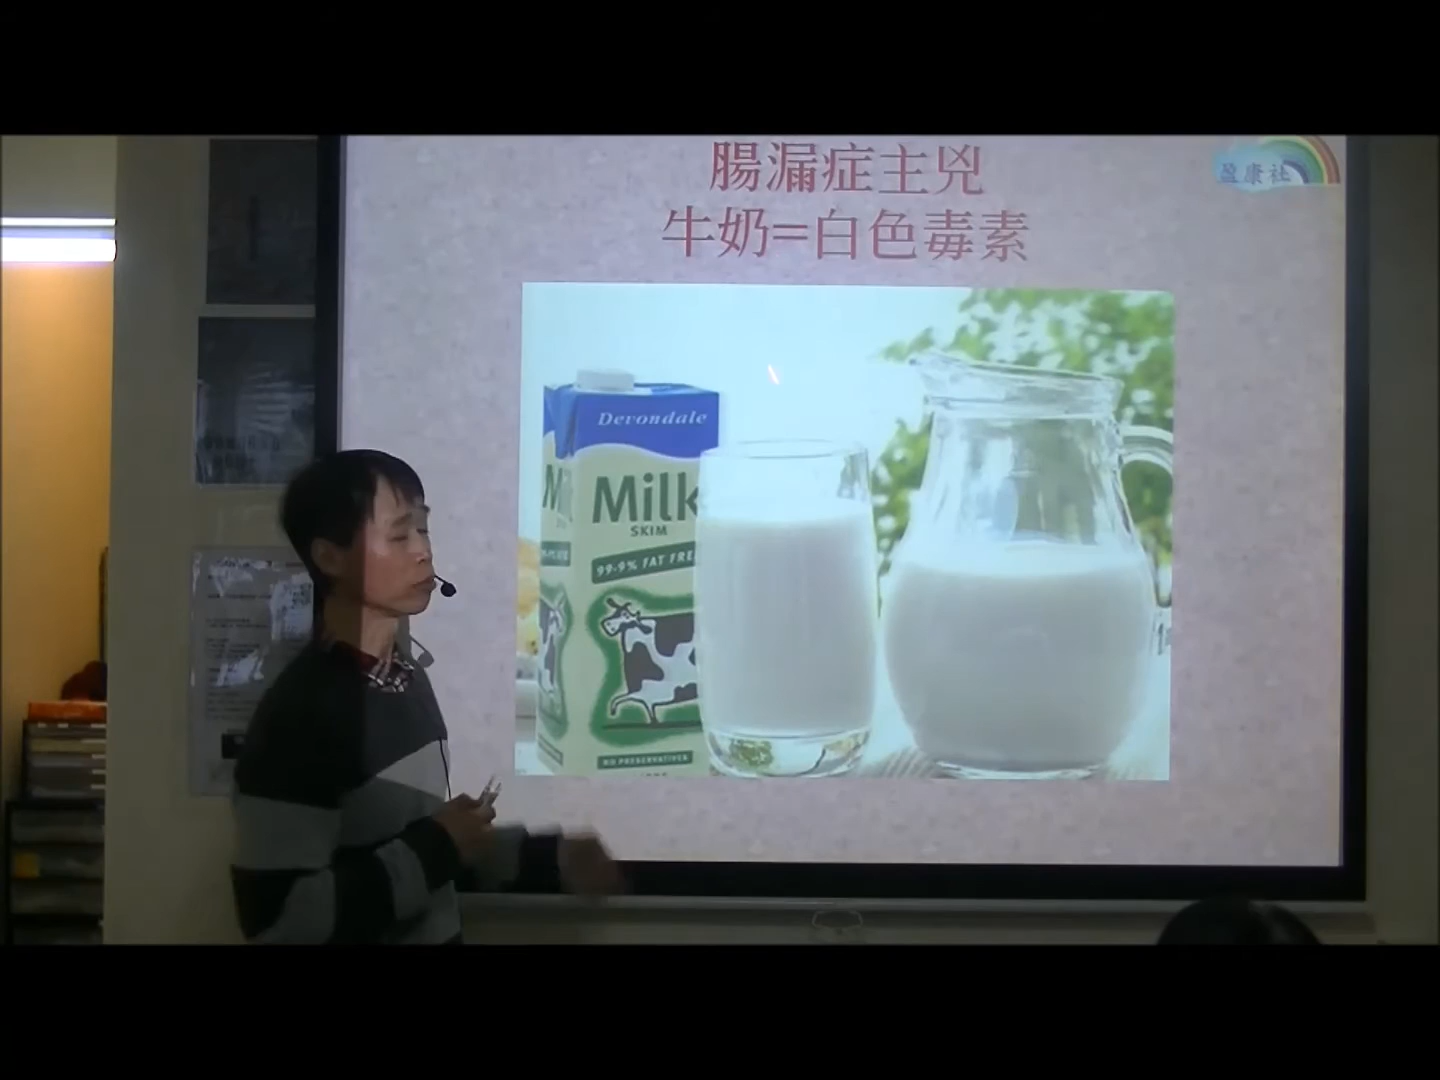 腸漏症主兇
盈康社
牛奶=白色毒素
Devondale
Milk
SKIM
99.9% FAT FREE
NO PRESERVATIVES